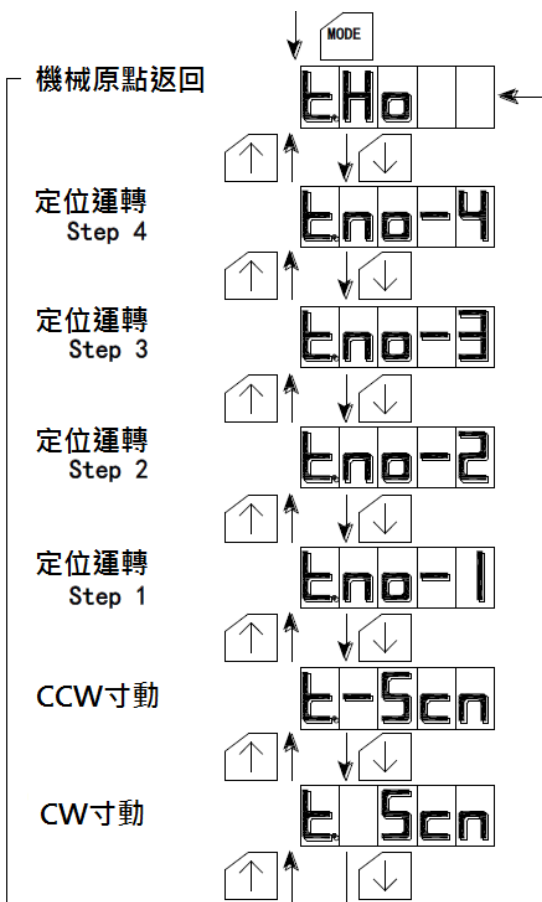 MODE
機械原點返回
t.Ho
定位運轉
Step 4
t.no-4
定位運轉
Step 3
t.no-3
定位運轉
Step 2
t.no-2
定位運轉
Step 1
t.no-1
CCW寸動
t.-Scn
CW寸動
t. Scn